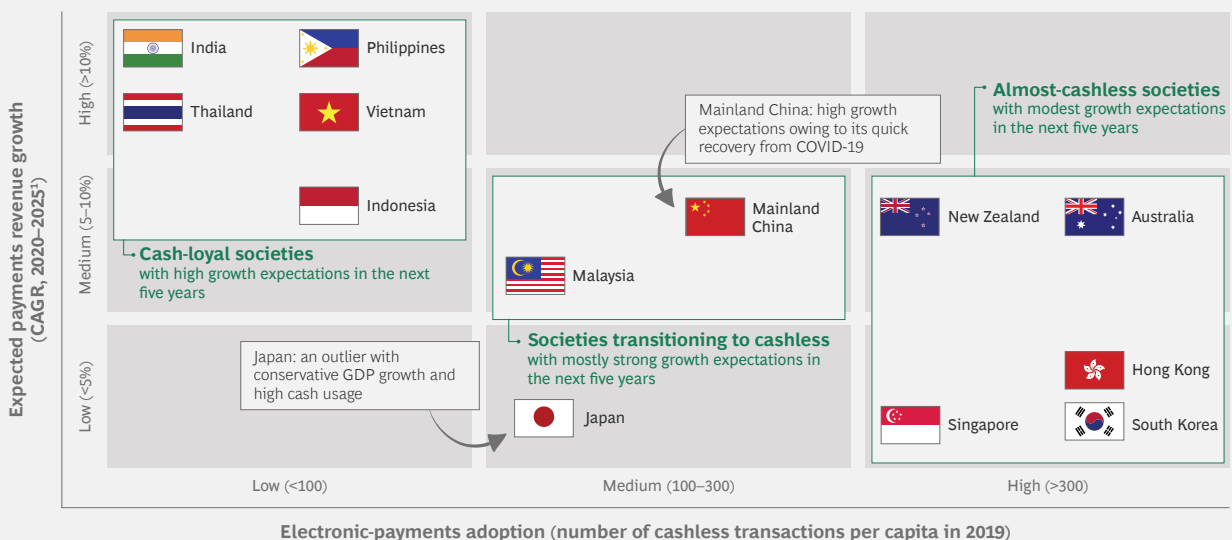 Expected payments revenue growth
(CAGR, 2020–2025¹)
High (>10%)
Medium (5–10%)
Low (<5%)
India
Philippines
Thailand
Vietnam
Indonesia
Cash-loyal societies
with high growth expectations in the next
five years
Mainland China: high growth
expectations owing to its quick
recovery from COVID-19
Mainland
China
Malaysia
Societies transitioning to cashless
with mostly strong growth expectations in
the next five years
Japan: an outlier with
conservative GDP growth and
high cash usage
Japan
Almost-cashless societies
with modest growth expectations
in the next five years
New Zealand
Australia
Hong Kong
Singapore
South Korea
Low (<100)
Medium (100–300)
High (>300)
Electronic-payments adoption (number of cashless transactions per capita in 2019)